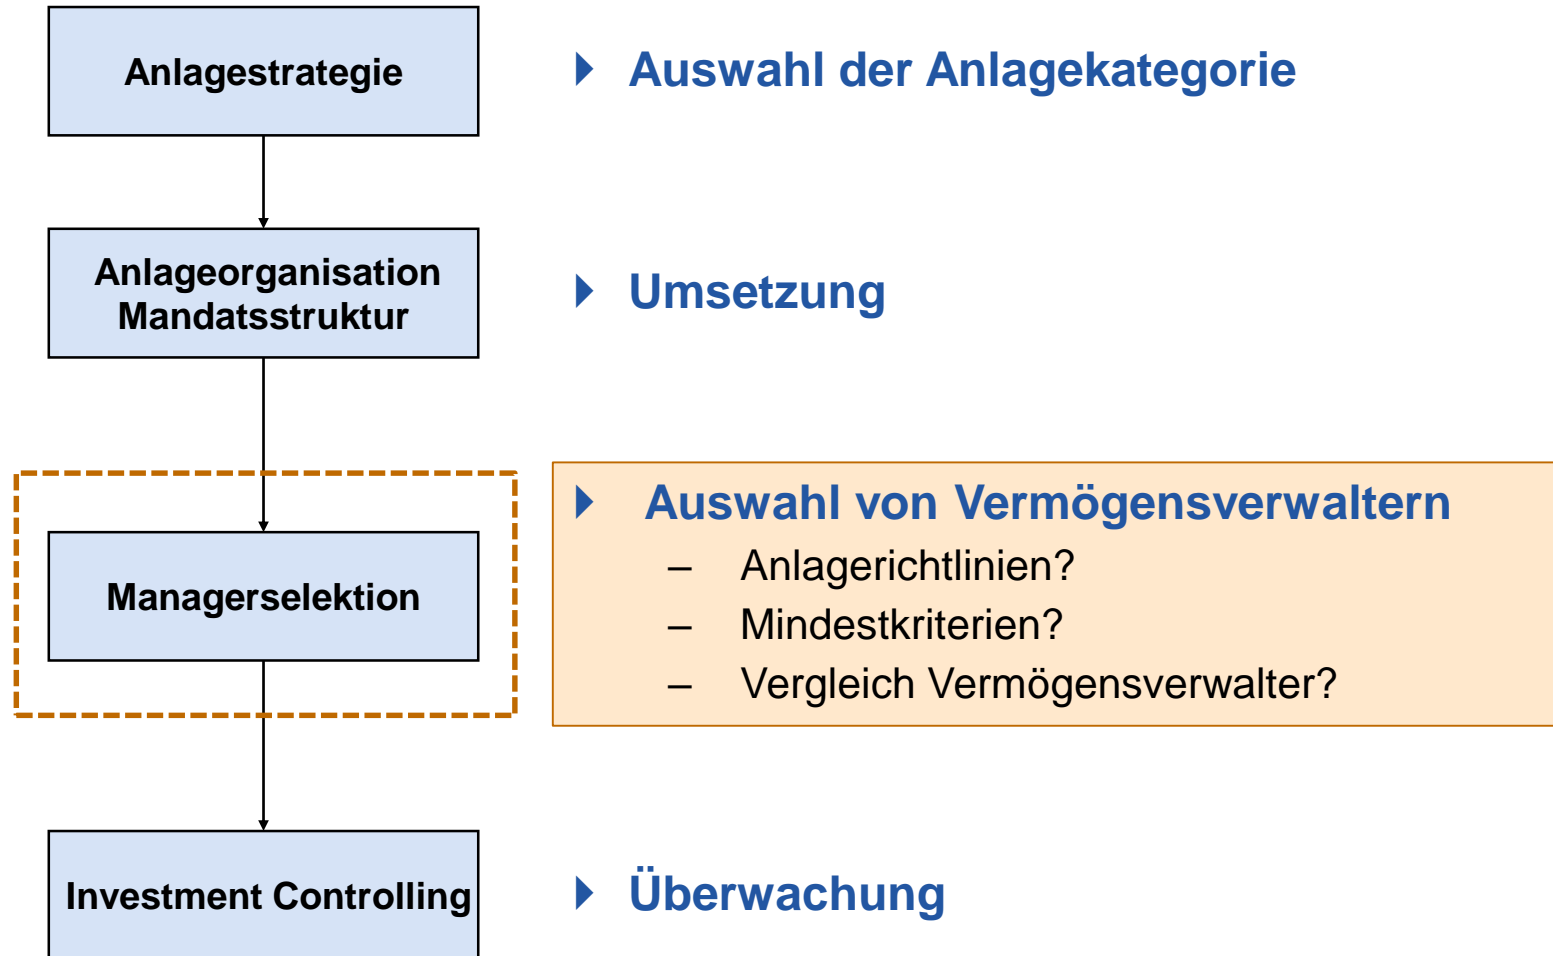 Anlagestrategie
Auswahl der Anlagekategorie
Anlageorganisation
Mandatsstruktur
Umsetzung
Managerselektion
Auswahl von Vermögensverwaltern
– Anlagerichtlinien?
– Mindestkriterien?
– Vergleich Vermögensverwalter?
Investment Controlling
Überwachung